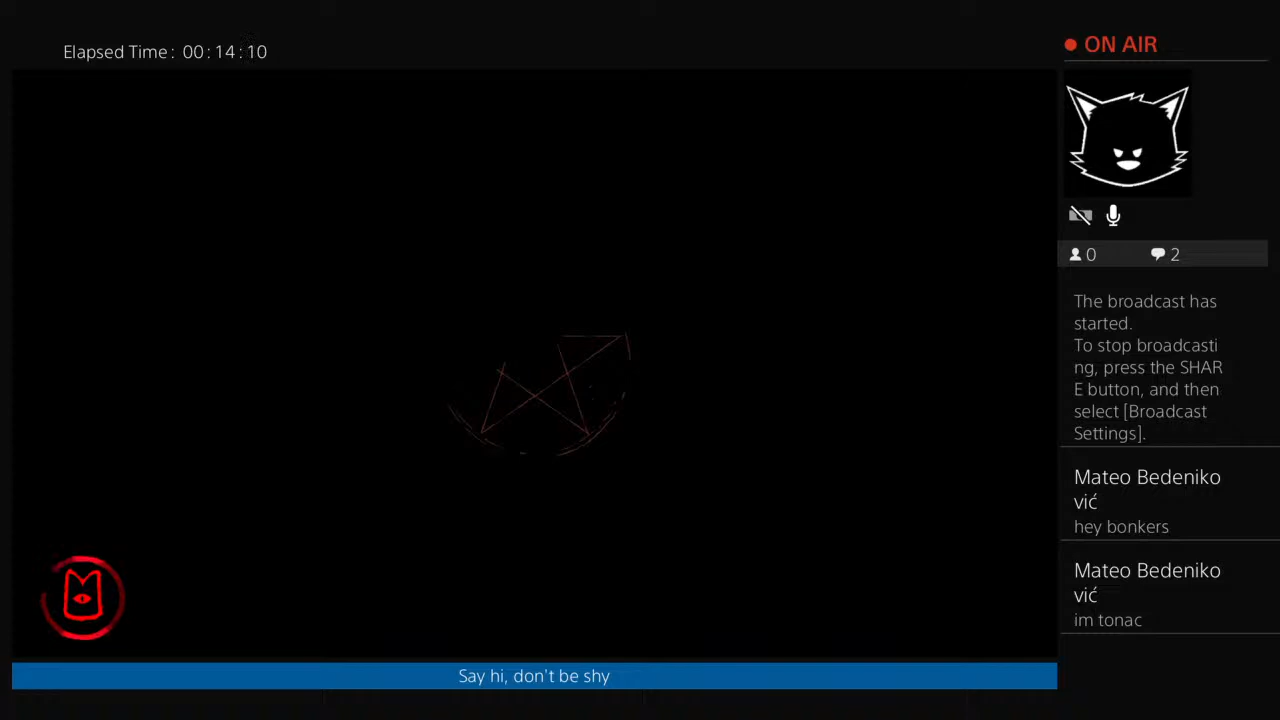 Elapsed Time: 00:14:10
ON AIR
0 2
The broadcast has
started.
To stop broadcasti
ng, press the SHAR
E button, and then
select [Broadcast
Settings].
Mateo Bedeniko
vić
hey bonkers
Mateo Bedeniko
vić
im tonac
Say hi, don't be shy